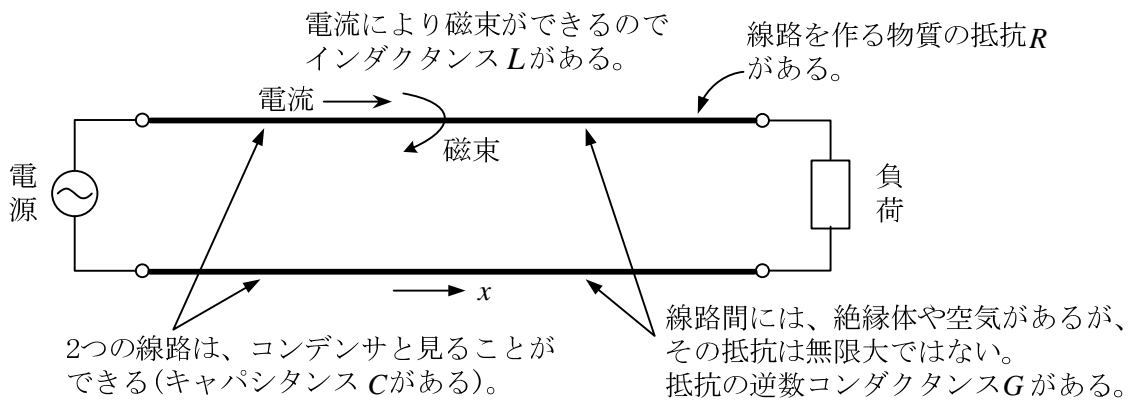 電流により磁束ができるので
インダクタンス Lがある。
線路を作る物質の抵抗R
がある。
電流
磁束
電源
負荷
x
2つの線路は、コンデンサと見ることが
できる(キャパシタンス Cがある)。
線路間には、絶縁体や空気があるが、
その抵抗は無限大ではない。
抵抗の逆数コンダクタンスGがある。